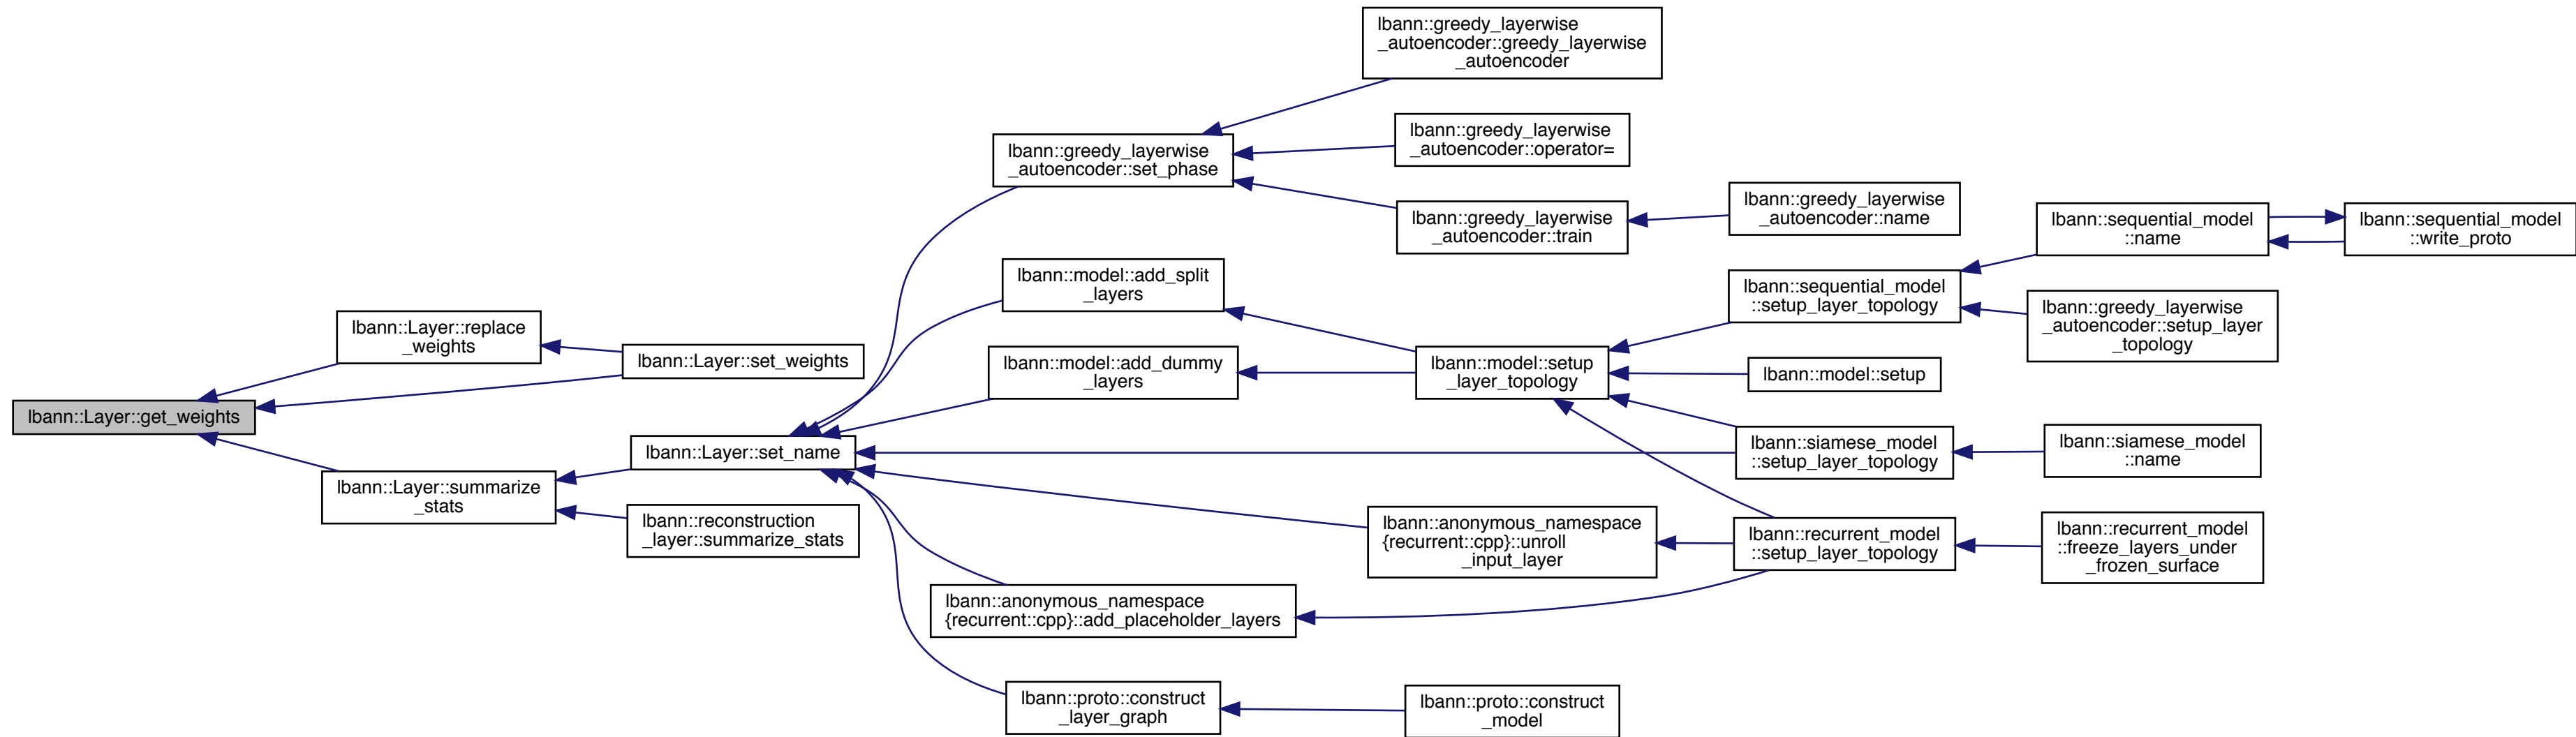 lbann::greedy_layerwise
_autoencoder::greedy_layerwise
_autoencoder
lbann::greedy_layerwise
_autoencoder::operator=
lbann::greedy_layerwise
_autoencoder::set_phase
lbann::greedy_layerwise
_autoencoder::train
lbann::greedy_layerwise
_autoencoder::name
lbann::sequential_model
::name
lbann::sequential_model
::write_proto
lbann::model::add_split
_layers
lbann::sequential_model
::setup_layer_topology
lbann::greedy_layerwise
_autoencoder::setup_layer
_topology
lbann::Layer::replace
_weights
lbann::Layer::set_weights
lbann::model::add_dummy
_layers
lbann::model::setup
_layer_topology
lbann::model::setup
lbann::Layer::get_weights
lbann::Layer::set_name
lbann::siamese_model
::setup_layer_topology
lbann::siamese_model
::name
lbann::Layer::summarize
_stats
lbann::reconstruction
_layer::summarize_stats
lbann::anonymous_namespace
{recurrent::cpp}::unroll
_input_layer
lbann::recurrent_model
::setup_layer_topology
lbann::recurrent_model
::freeze_layers_under
_frozen_surface
lbann::anonymous_namespace
{recurrent::cpp}::add_placeholder_layers
lbann::proto::construct
_layer_graph
lbann::proto::construct
_model